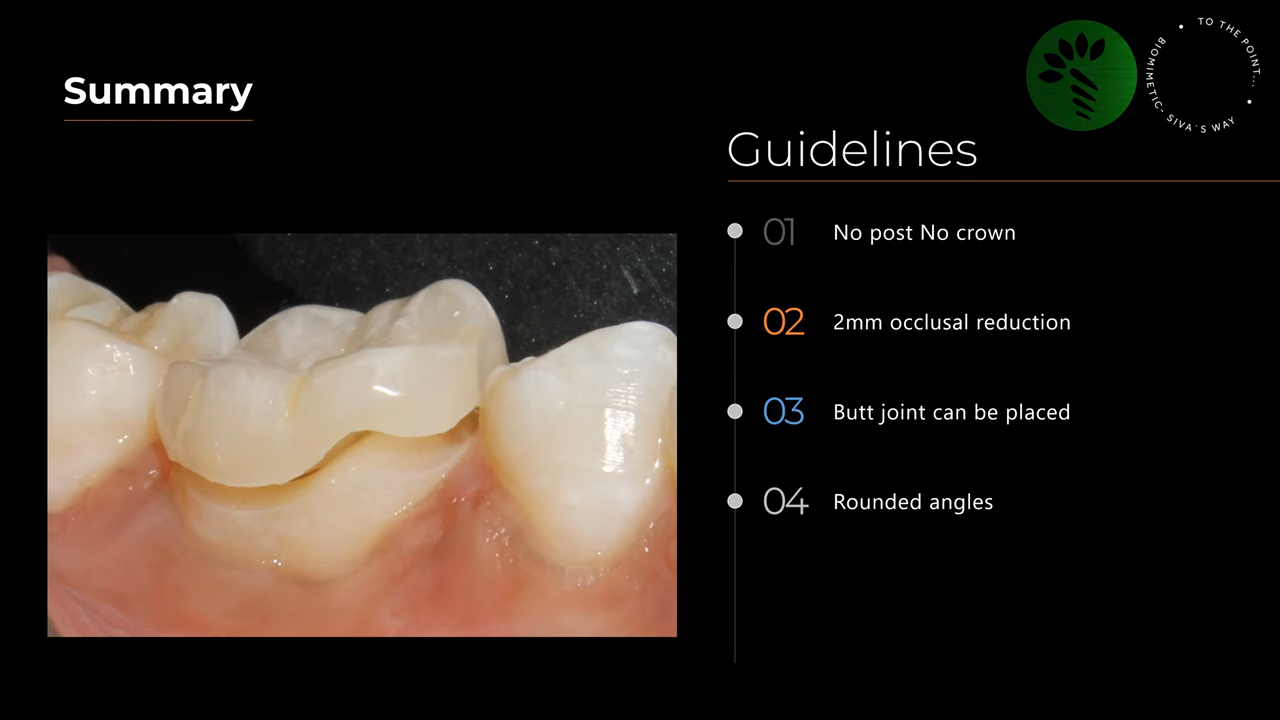 Summary
TO THE POINT...
BIOMIMETIC- SIVA`S WAY
Guidelines
01 No post No crown
02 2mm occlusal reduction
03 Butt joint can be placed
04 Rounded angles